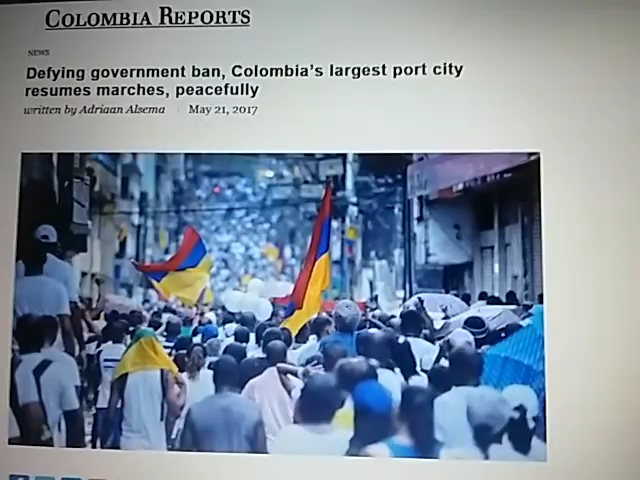 COLOMBIA REPORTS
NEWS
Defying government ban, Colombia's largest port city
resumes marches, peacefully
written by Adriaan Alsema May 21, 2017